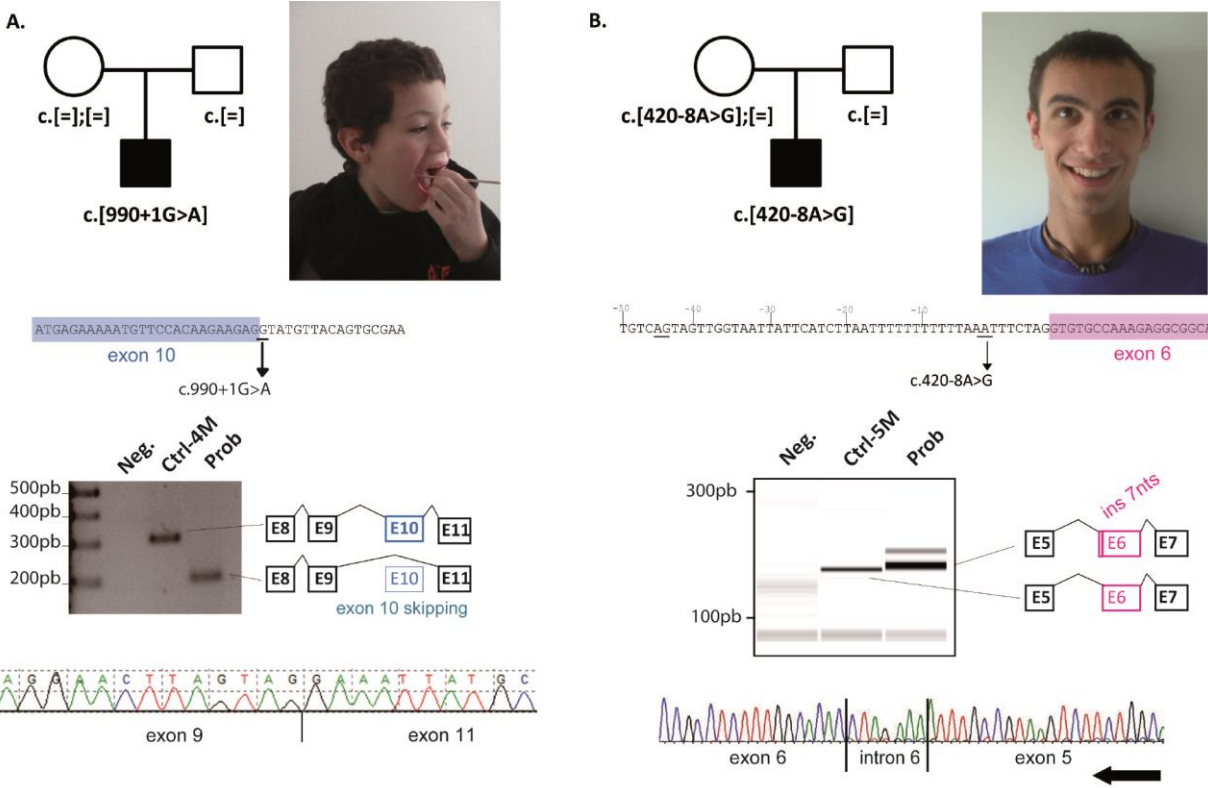 A.
c.[=];[=]
c.[=]
c.[990+1G>A]
ATGAGAAAAATGTTCCACAAGAAGAGGTATGTTACAGTGCGAA
exon 10
c.990+1G>A
Neg.
Ctrl-4M
Prob
500pb
400pb
300pb
200pb
E8
E9
E10
E11
E8
E9
E10
E11
exon 10 skipping
A G G A A C T T A G T A G G A A A T T A T G C
exon 9
exon 11
B.
c.[420-8A>G];[=]
c.[=]
c.[420-8A>G]
-50
-40
-30
-20
-10
TGTCAGTAGTTGGTAATTATTCATCTTAATTTTTTTTTTTTAAATTTCTAGGTGTGCCAAAGAGGCGGCA
exon 6
c.420-8A>G
Neg.
Ctrl-5M
Prob
300pb
100pb
ins 7nts
E5
E6
E7
E5
E6
E7
exon 6
intron 6
exon 5